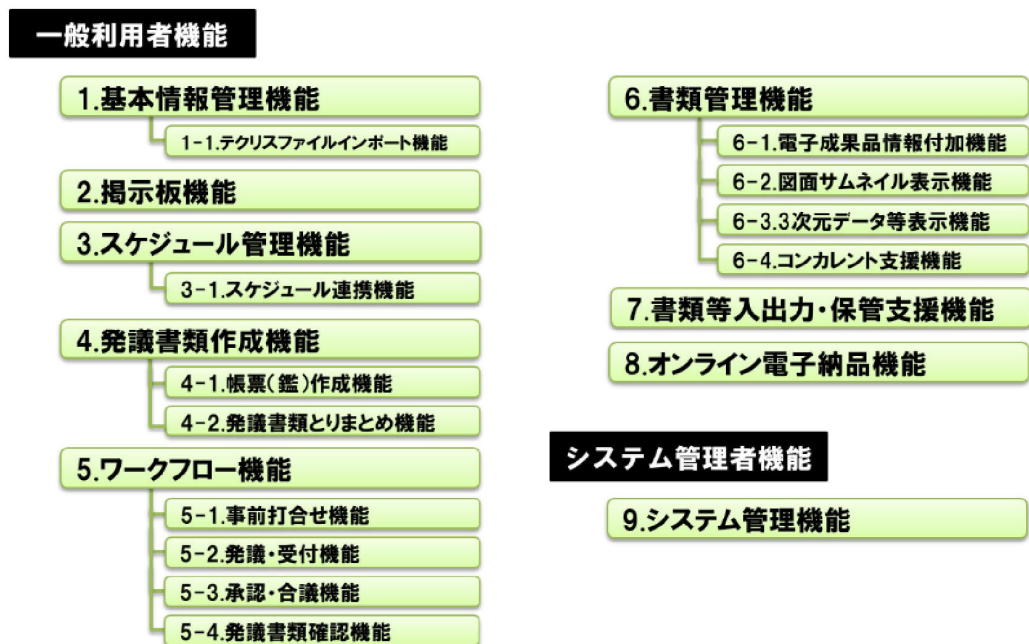 一般利用者機能
1.基本情報管理機能
1-1.テクリスファイルインポート機能
2.掲示板機能
3.スケジュール管理機能
3-1.スケジュール連携機能
4.発議書類作成機能
4-1.帳票(鑑)作成機能
4-2.発議書類とりまとめ機能
5.ワークフロー機能
5-1.事前打合せ機能
5-2.発議・受付機能
5-3.承認・合議機能
5-4.発議書類確認機能
6.書類管理機能
6-1.電子成果品情報付加機能
6-2.図面サムネイル表示機能
6-3.3次元データ等表示機能
6-4.コンカレント支援機能
7.書類等入出力・保管支援機能
8.オンライン電子納品機能
システム管理者機能
9.システム管理機能